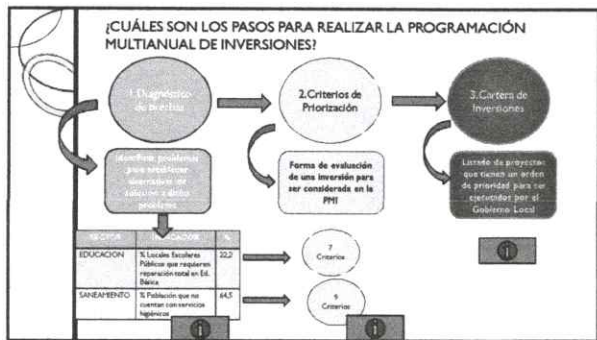 ¿CUÁLES SON LOS PASOS PARA REALIZAR LA PROGRAMACIÓN
MULTIANUAL DE INVERSIONES?
1.Diagnóstico
de Brechas
2.Criterios de
Priorización
3.Cartera de
Inversiones
Identificar problemas
para establecer
alternativas de
solución a dicho
problema
Forma de evaluación
de una inversión para
ser considerada en la
PMI
Listado de proyectos
que tienen un orden
de prioridad para ser
ejecutados por el
Gobierno Local
SECTOR INDICADOR %
EDUCACION % Locales Escolares 22,2
Públicos que requieren
reparación total en Ed.
Básica
7
Criterios
SANEAMIENTO % Población que no 64,5
cuentan con servicios
higiénicos
9
Criterios